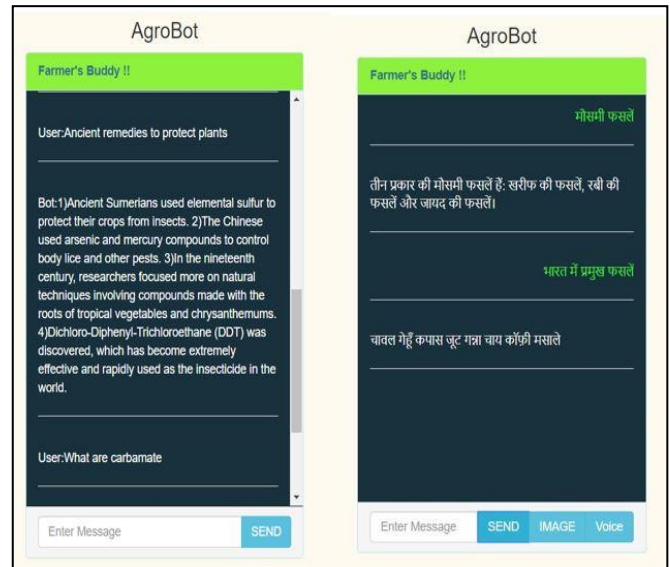 AgroBot
Farmer's Buddy !!
User:Ancient remedies to protect plants
Bot:1)Ancient Sumerians used elemental sulfur to
protect their crops from insects. 2)The Chinese
used arsenic and mercury compounds to control
body lice and other pests. 3)In the nineteenth
century, researchers focused more on natural
techniques involving compounds made with the
roots of tropical vegetables and chrysanthemums.
4)Dichloro-Diphenyl-Trichloroethane (DDT) was
discovered, which has become extremely
effective and rapidly used as the insecticide in the
world.
User:What are carbamate
Enter Message SEND
AgroBot
Farmer's Buddy !!
मौसमी फसलें
तीन प्रकार की मौसमी फसलें हैं: खरीफ की फसलें, रबी की
फसलें और जायद की फसलें।
भारत में प्रमुख फसलें
चावल गेहूँ कपास जूट गन्ना चाय कॉफ़ी मसाले
Enter Message SEND IMAGE Voice